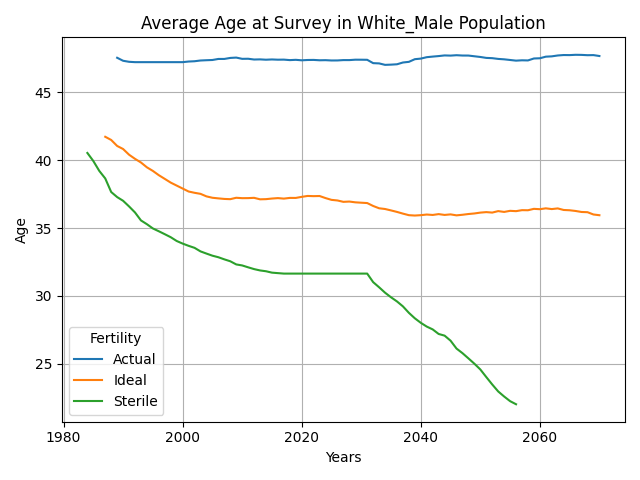 Average Age at Survey in White_Male Population
Age
45
40
35
30
25
Fertility
Actual
Ideal
Sterile
1980
2000
2020
2040
2060
Years